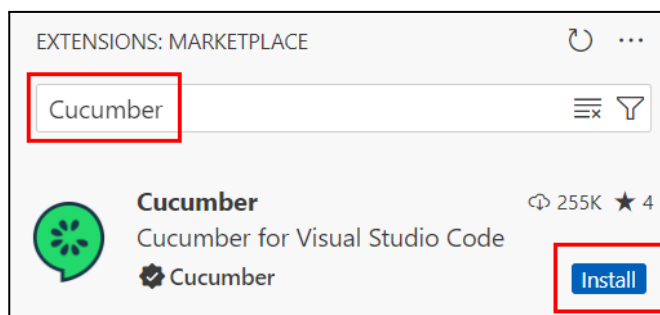 EXTENSIONS: MARKETPLACE
Cucumber
Cucumber 255K ★ 4
Cucumber for Visual Studio Code
Cucumber Install